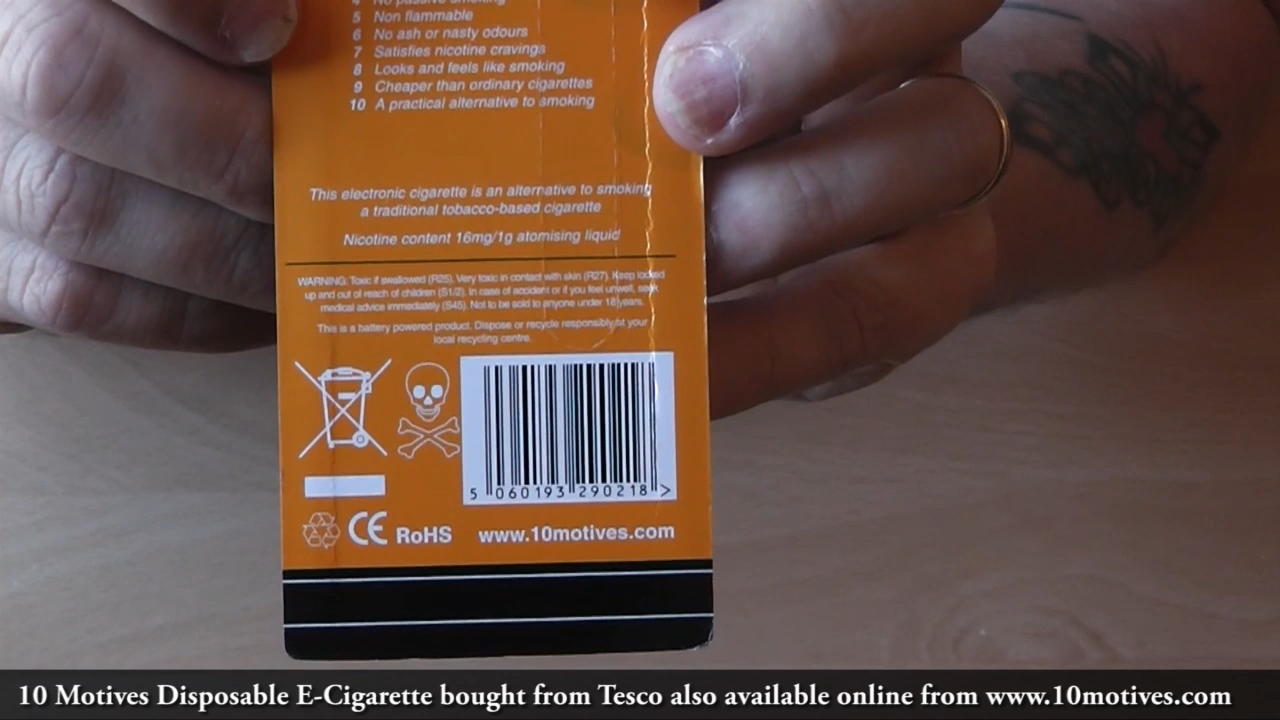 4 No passive smoking
5 Non flammable
6 No ash or nasty odours
7 Satisfies nicotine cravings
8 Looks and feels like smoking
9 Cheaper than ordinary cigarettes
10 A practical alternative to smoking
This electronic cigarette is an alternative to smoking
a traditional tobacco-based cigarette
Nicotine content 16mg/1g atomising liquid
WARNING: Toxic if swallowed (R25). Very toxic in contact with skin (R27). Keep locked
up and out of reach of children (S1/2). In case of accident or if you feel unwell, seek
medical advice immediately (S45). Not to be sold to anyone under 18 years.
This is a battery powered product. Dispose or recycle responsibly at your
local recycling centre.
5 060193 290218 >
CE RoHS www.10motives.com
10 Motives Disposable E-Cigarette bought from Tesco also available online from www.10motives.com